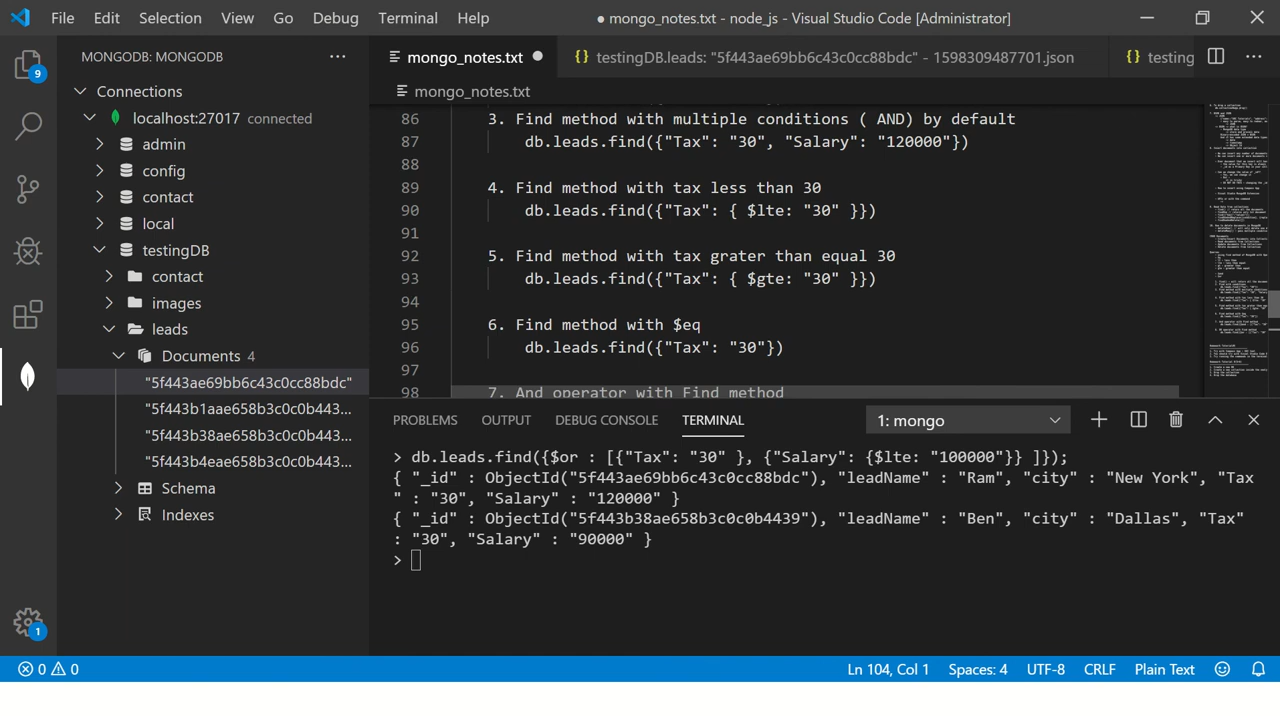 File Edit Selection View Go Debug Terminal Help
● mongo_notes.txt - node_js - Visual Studio Code [Administrator]
MONGODB: MONGODB
Connections
localhost:27017 connected
admin
config
contact
local
testingDB
contact
images
leads
Documents 4
"5f443ae69bb6c43c0cc88bdc"
"5f443b1aae658b3c0c0b443...
"5f443b38ae658b3c0c0b443...
"5f443b4eae658b3c0c0b443...
Schema
Indexes
9
1
mongo_notes.txt ●
{} testingDB.leads: "5f443ae69bb6c43c0cc88bdc" - 1598309487701.json
{} testing
mongo_notes.txt
86 3. Find method with multiple conditions ( AND) by default
87 db.leads.find({"Tax": "30", "Salary": "120000"})
88
89 4. Find method with tax less than 30
90 db.leads.find({"Tax": { $lte: "30" }})
91
92 5. Find method with tax grater than equal 30
93 db.leads.find({"Tax": { $gte: "30" }})
94
95 6. Find method with $eq
96 db.leads.find({"Tax": "30"})
97
98 7. And operator with Find method
PROBLEMS OUTPUT DEBUG CONSOLE TERMINAL 1: mongo
> db.leads.find({$or : [{"Tax": "30" }, {"Salary": {$lte: "100000"}} ]});
{ "_id" : ObjectId("5f443ae69bb6c43c0cc88bdc"), "leadName" : "Ram", "city" : "New York", "Tax
" : "30", "Salary" : "120000" }
{ "_id" : ObjectId("5f443b38ae658b3c0c0b4439"), "leadName" : "Ben", "city" : "Dallas", "Tax"
: "30", "Salary" : "90000" }
>
0 0 Ln 104, Col 1 Spaces: 4 UTF-8 CRLF Plain Text